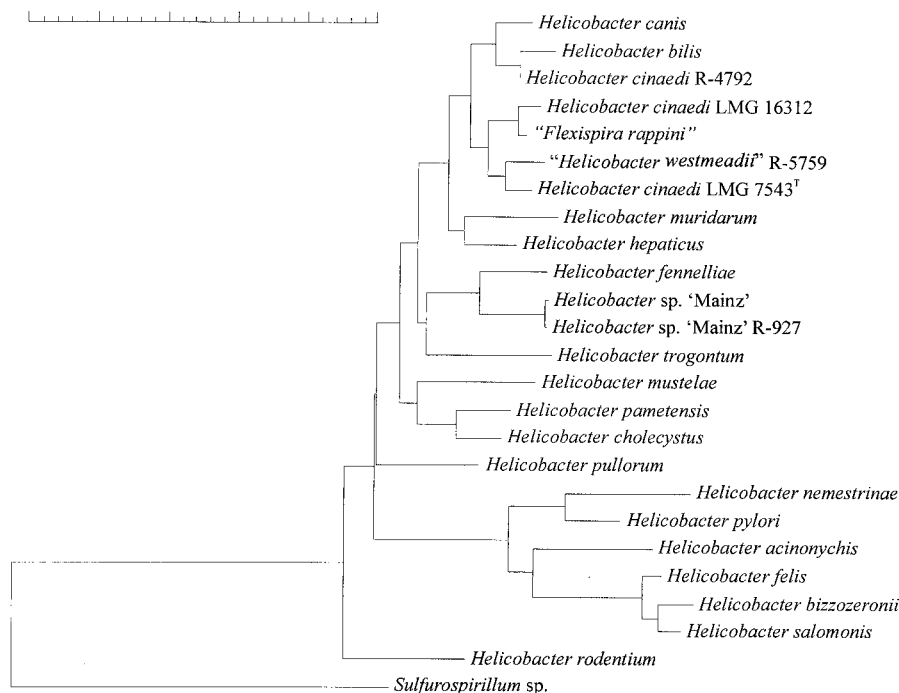 Helicobacter canis
Helicobacter bilis
Helicobacter cinaedi R-4792
Helicobacter cinaedi LMG 16312
"Flexispira rappini"
"Helicobacter westmeadii" R-5759
Helicobacter cinaedi LMG 7543ᵀ
Helicobacter muridarum
Helicobacter hepaticus
Helicobacter fennelliae
Helicobacter sp. ‘Mainz’
Helicobacter sp. ‘Mainz’ R-927
Helicobacter trogontum
Helicobacter mustelae
Helicobacter pametensis
Helicobacter cholecystus
Helicobacter pullorum
Helicobacter nemestrinae
Helicobacter pylori
Helicobacter acinonychis
Helicobacter felis
Helicobacter bizzozeronii
Helicobacter salomonis
Helicobacter rodentium
Sulfurospirillum sp.